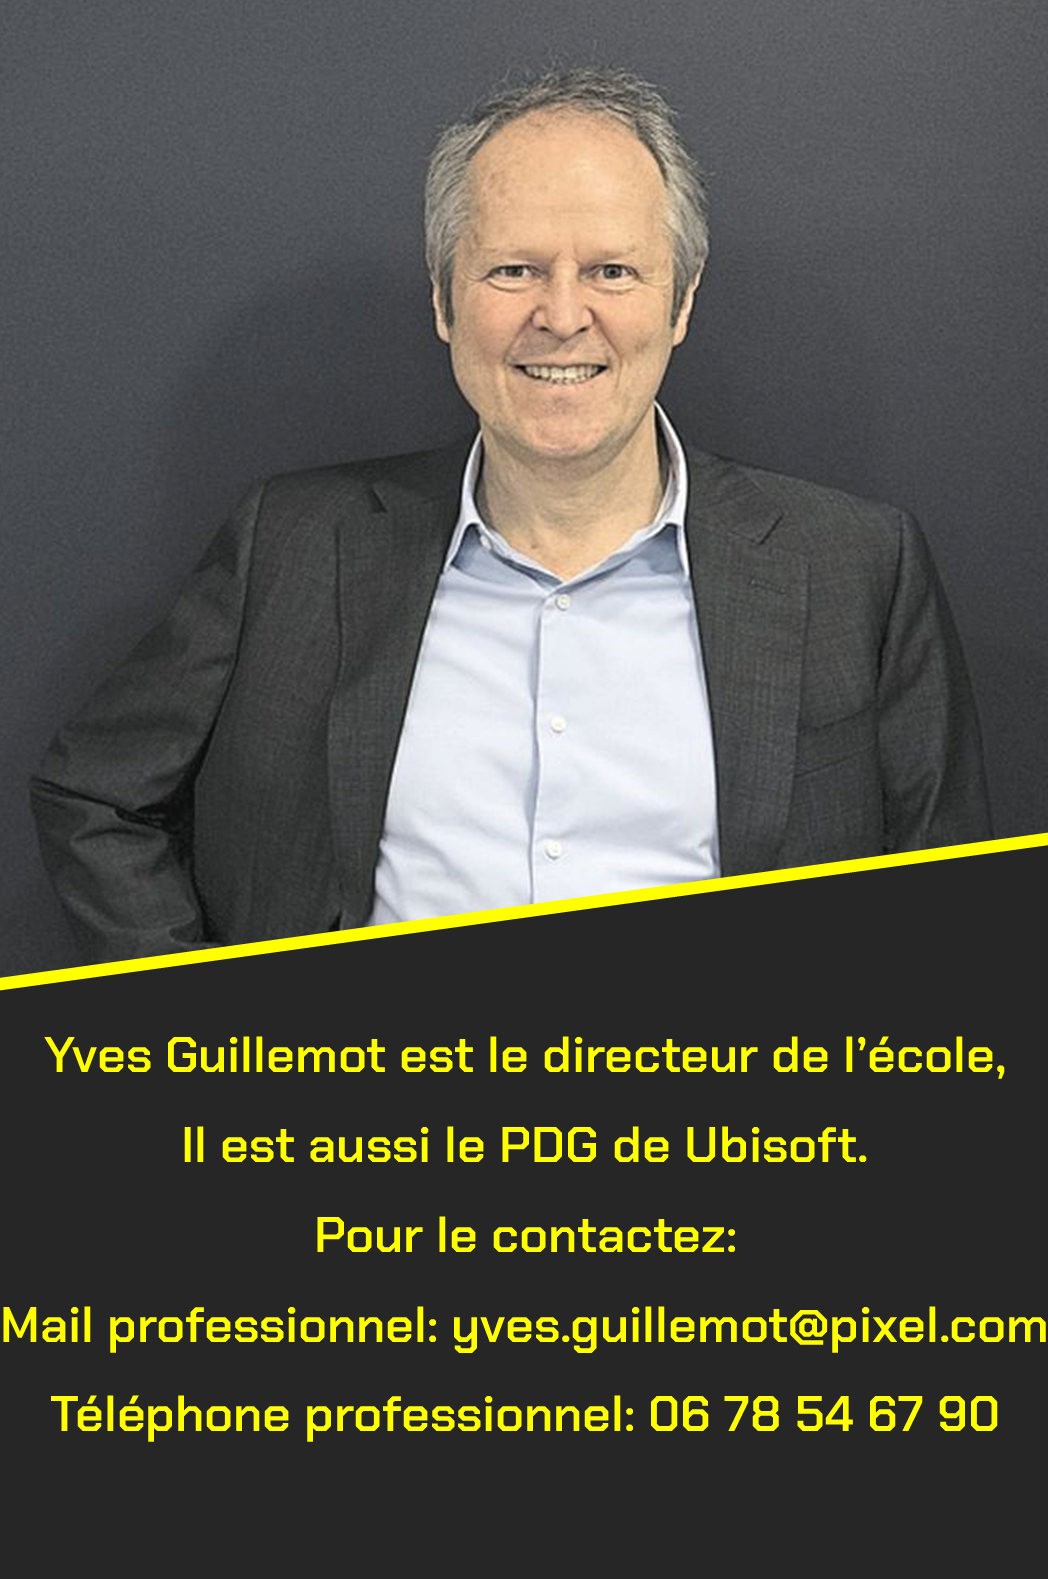 Yves Guillemot est le directeur de l’école,
Il est aussi le PDG de Ubisoft.
Pour le contactez:
Mail professionnel: yves.guillemot@pixel.com
Téléphone professionnel: 06 78 54 67 90